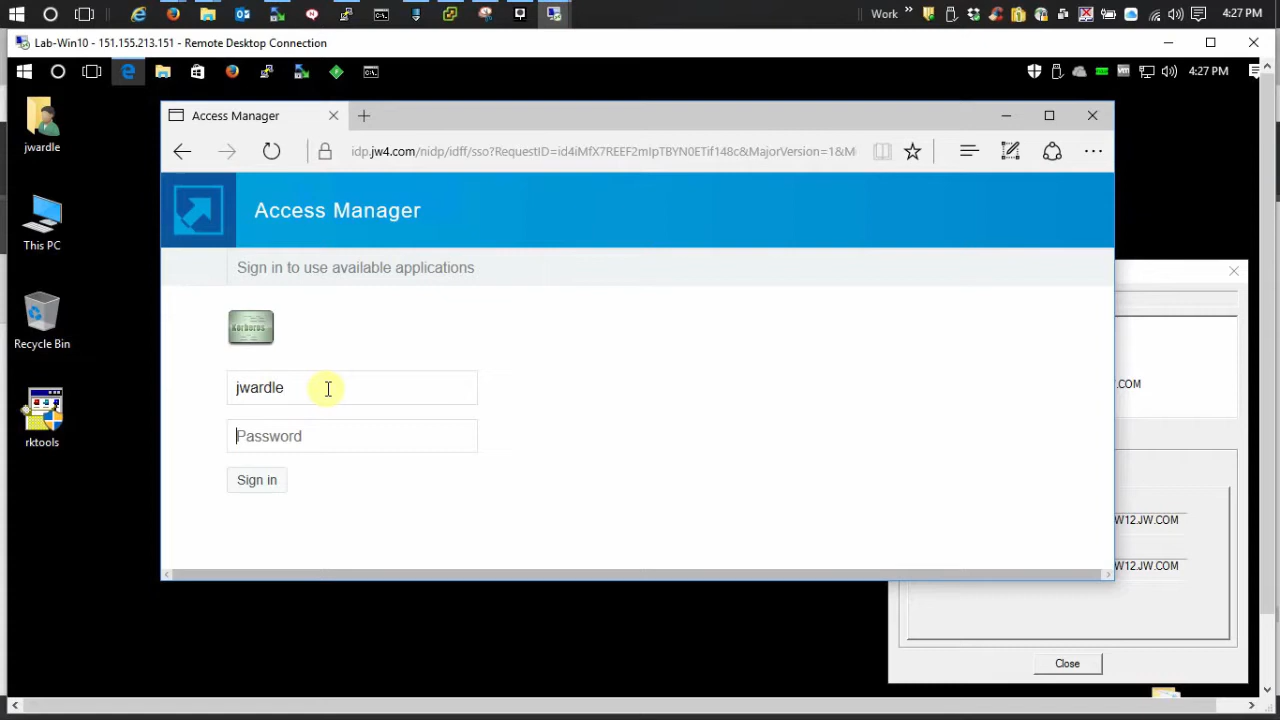 Work
»
4:27 PM
Lab-Win10 - 151.155.213.151 - Remote Desktop Connection
4:27 PM
Access Manager
idp.jw4.com/nidp/idff/sso?RequestID=id4iMfX7REEF2mIpTBYN0ETif148c&MajorVersion=1&M
jwardle
This PC
Recycle Bin
rktools
Access Manager
Sign in to use available applications
Kerberos
jwardle
Password
Sign in
.COM
W12.JW.COM
W12.JW.COM
Close